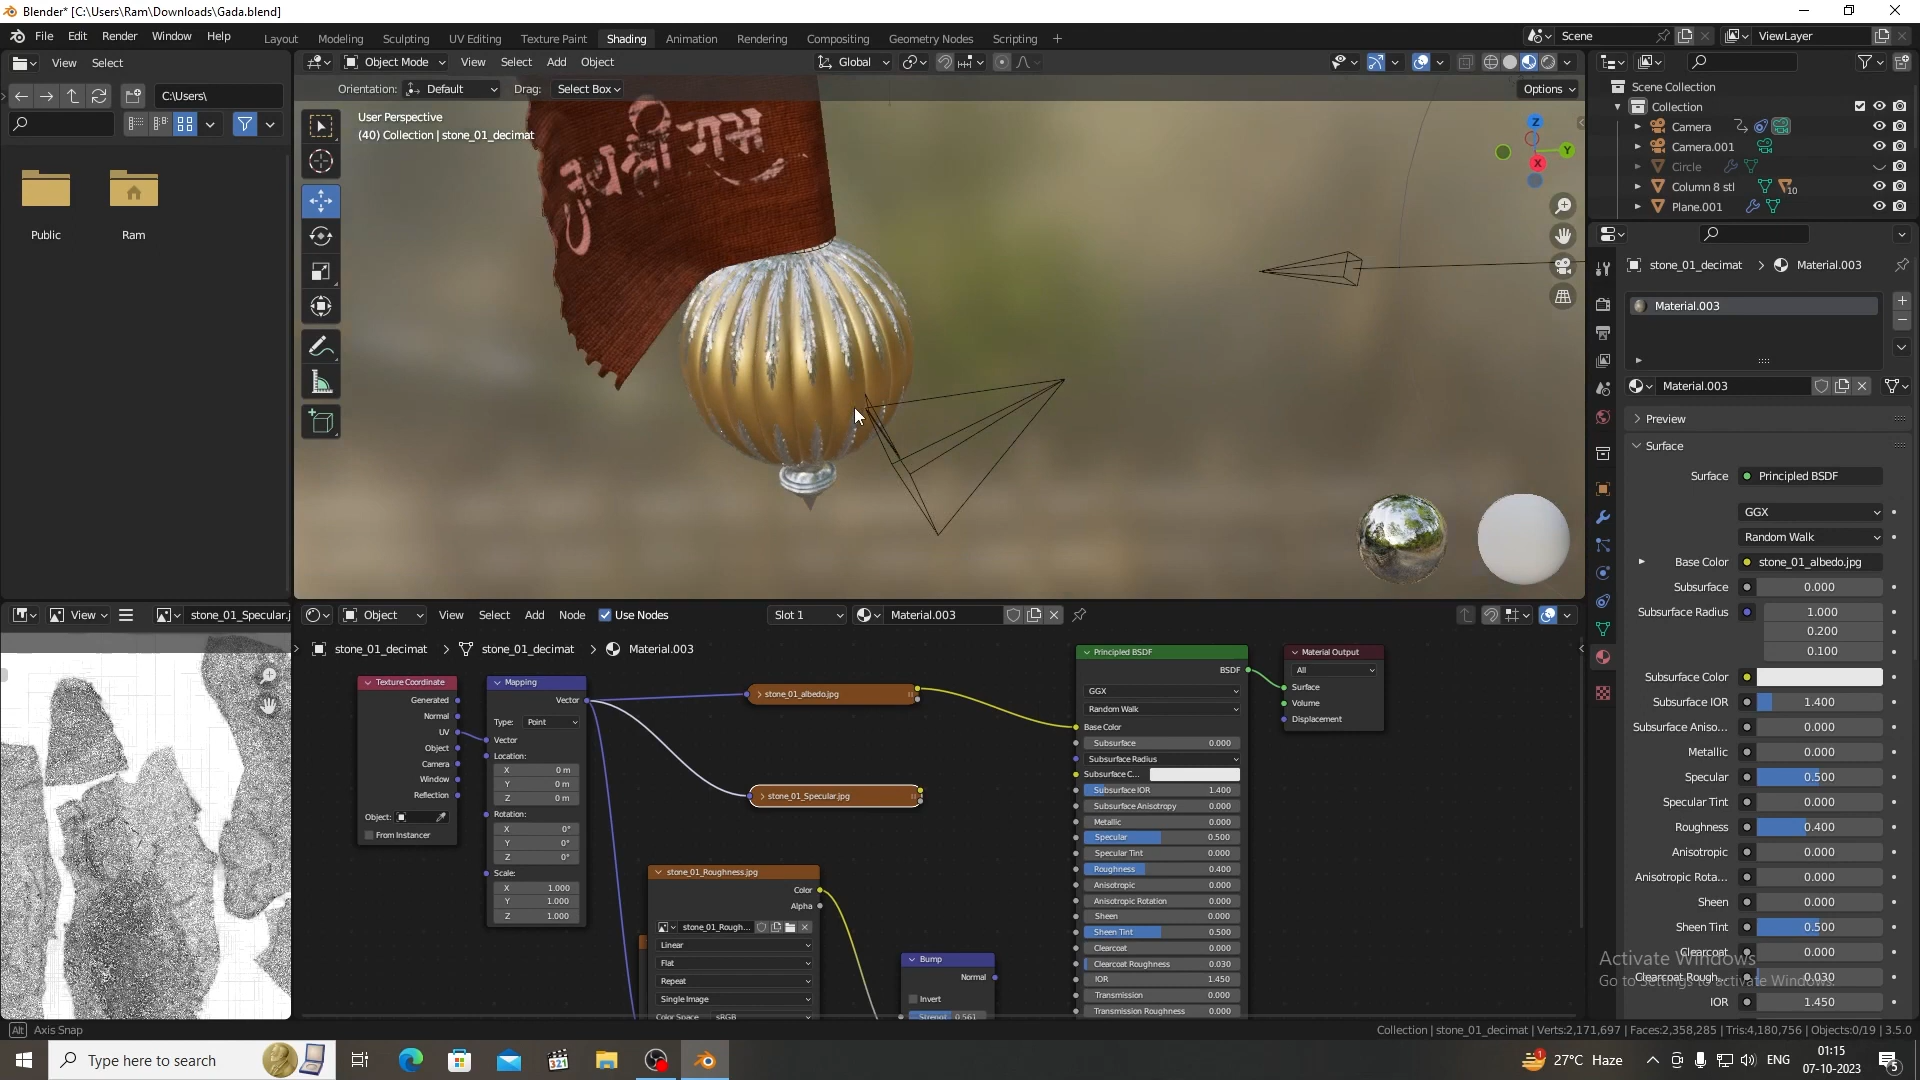 Blender* [C:\Users\Ram\Downloads\Gada.blend]
File Edit Render Window Help
Layout Modeling Sculpting UV Editing Texture Paint Shading Animation Rendering Compositing Geometry Nodes Scripting +
Scene
ViewLayer
View Select
Object Mode View Select Add Object
Global
C:\Users\
Orientation: Default Drag: Select Box
Options
User Perspective
(40) Collection | stone_01_decimat
Public
Ram
Z
Y
X
Scene Collection
Collection
Camera
Camera.001
Circle
Column 8 stl
10
Plane.001
stone_01_decimat > Material.003
Material.003
Material.003
Preview
Surface
Surface Principled BSDF
GGX
Random Walk
Base Color stone_01_albedo.jpg
Subsurface 0.000
Subsurface Radius 1.000
0.200
0.100
Subsurface Color
Subsurface IOR 1.400
Subsurface Aniso... 0.000
Metallic 0.000
Specular 0.500
Specular Tint 0.000
Roughness 0.400
Anisotropic 0.000
Anisotropic Rota... 0.000
Sheen 0.000
Sheen Tint 0.500
Clearcoat 0.000
Clearcoat Rough... 0.030
IOR 1.450
Activate Windows
Go to Settings to activate Windows.
View
stone_01_Specular.j
Object View Select Add Node Use Nodes
Slot 1
Material.003
stone_01_decimat > stone_01_decimat > Material.003
Texture Coordinate
Generated
Normal
UV
Object
Camera
Window
Reflection
Object:
From Instancer
Mapping
Vector
Type: Point
Vector
Location:
X 0 m
Y 0 m
Z 0 m
Rotation:
X 0°
Y 0°
Z 0°
Scale:
X 1.000
Y 1.000
Z 1.000
stone_01_albedo.jpg
stone_01_Specular.jpg
stone_01_Roughness.jpg
Color
Alpha
stone_01_Rough...
Linear
Flat
Repeat
Single Image
Color Space sRGB
Bump
Normal
Invert
Strengt 0.561
Principled BSDF
BSDF
GGX
Random Walk
Base Color
Subsurface 0.000
Subsurface Radius
Subsurface C...
Subsurface IOR 1.400
Subsurface Anisotropy 0.000
Metallic 0.000
Specular 0.500
Specular Tint 0.000
Roughness 0.400
Anisotropic 0.000
Anisotropic Rotation 0.000
Sheen 0.000
Sheen Tint 0.500
Clearcoat 0.000
Clearcoat Roughness 0.030
IOR 1.450
Transmission 0.000
Transmission Roughness 0.000
Material Output
All
Surface
Volume
Displacement
Alt Axis Snap
Collection | stone_01_decimat | Verts:2,171,697 | Faces:2,358,285 | Tris:4,180,756 | Objects:0/19 | 3.5.0
Type here to search
27°C Haze
ENG
01:15
07-10-2023
5